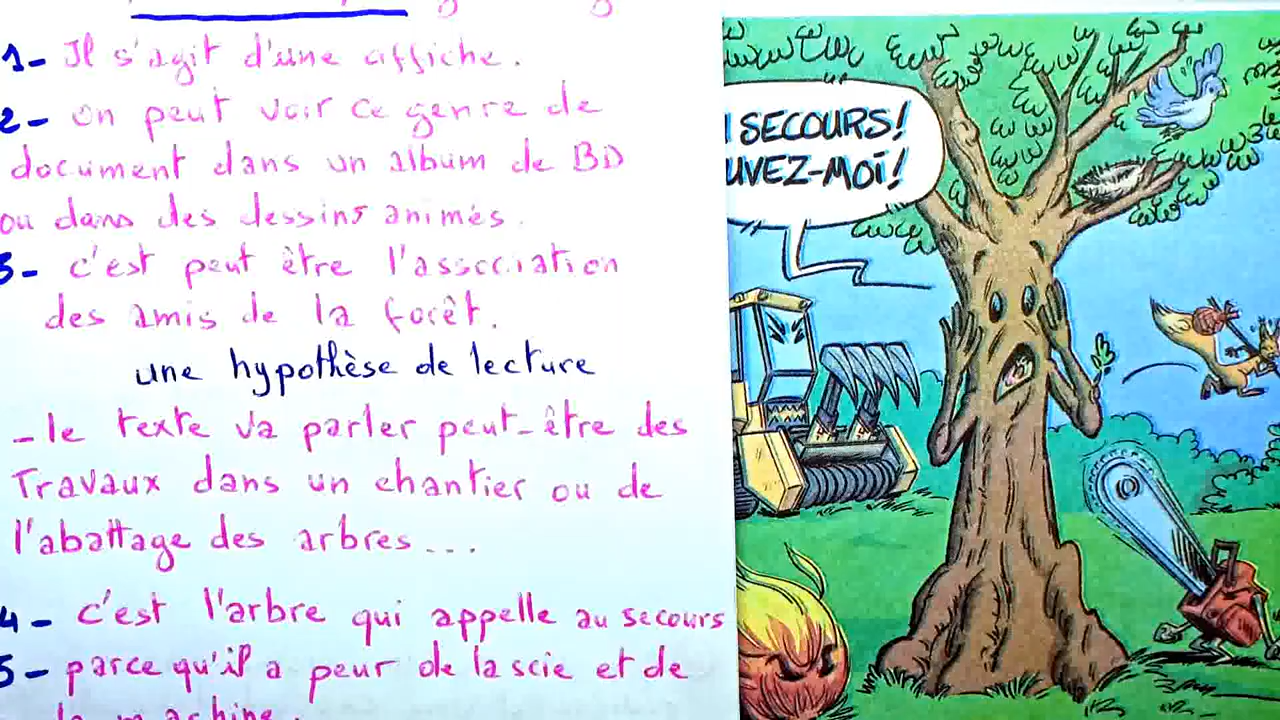 1- Il s'agit d'une affiche.
2- on peut voir ce genre de
document dans un album de BD
ou dans des dessins animés.
3- c'est peut être l'association
des amis de la forêt.
une hypothèse de lecture
- le texte va parler peut-être des
Travaux dans un chantier ou de
l'abattage des arbres...
4- c'est l'arbre qui appelle au secours
5- parce qu'il a peur de la scie et de
la machine.
SECOURS!
UVEZ-MOI!